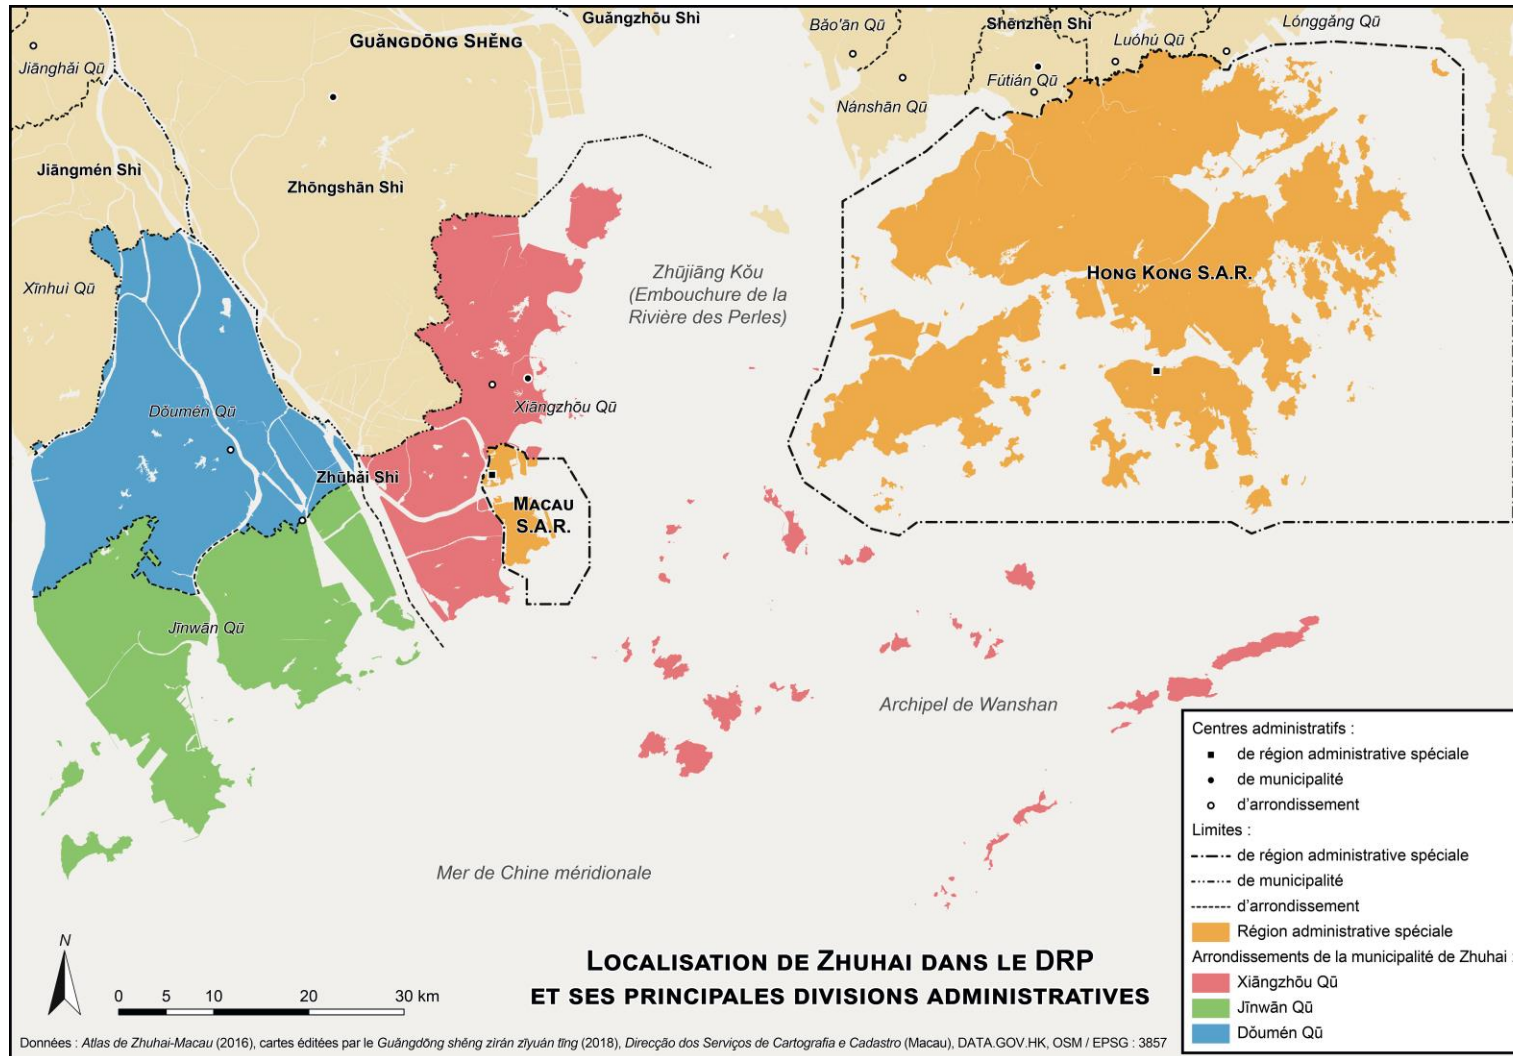 Guǎngzhōu Shì
Bǎo'ān Qū
Shēnzhèn Shì
Luóhú Qū
Lónggǎng Qū
GUǍNGDŌNG SHĚNG
Jiānghǎi Qū
Nánshān Qū
Fútián Qū
Jiāngmén Shì
Zhōngshān Shì
Xīnhuì Qū
Zhūjiāng Kǒu
(Embouchure de la
Rivière des Perles)
HONG KONG S.A.R.
Dǒumén Qū
Xiāngzhōu Qū
Zhūhǎi Shì
MACAU
S.A.R.
Jīnwān Qū
Archipel de Wanshan
Mer de Chine méridionale
Centres administratifs :
de région administrative spéciale
de municipalité
d'arrondissement
Limites :
de région administrative spéciale
de municipalité
d'arrondissement
Région administrative spéciale
Arrondissements de la municipalité de Zhuhai :
Xiāngzhōu Qū
Jīnwān Qū
Dǒumén Qū
N
0 5 10 20 30 km
LOCALISATION DE ZHUHAI DANS LE DRP
ET SES PRINCIPALES DIVISIONS ADMINISTRATIVES
Données : Atlas de Zhuhai-Macau (2016), cartes éditées par le Guǎngdōng shěng zìrán zīyuán tīng (2018), Direcção dos Serviços de Cartografia e Cadastro (Macau), DATA.GOV.HK, OSM / EPSG : 3857